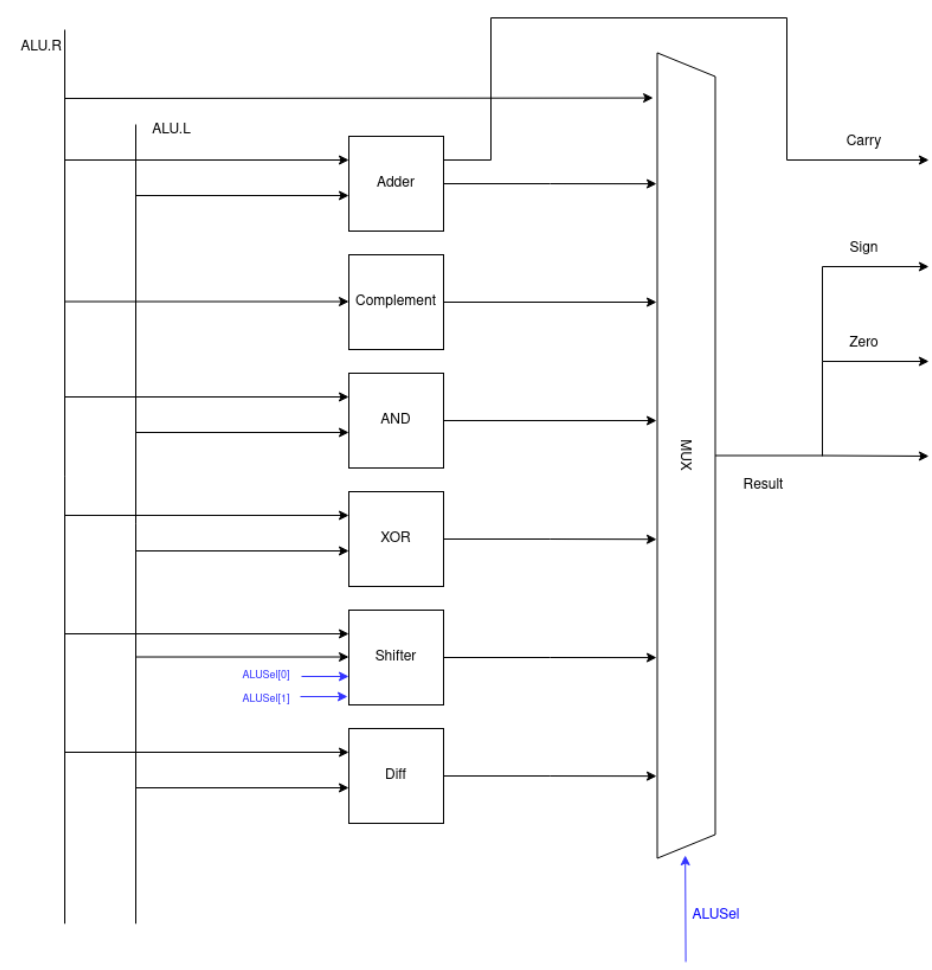 ALU.R
ALU.L
Carry
Adder
Sign
Complement
Zero
AND
MUX
Result
XOR
Shifter
ALUSel[0]
ALUSel[1]
Diff
ALUSel